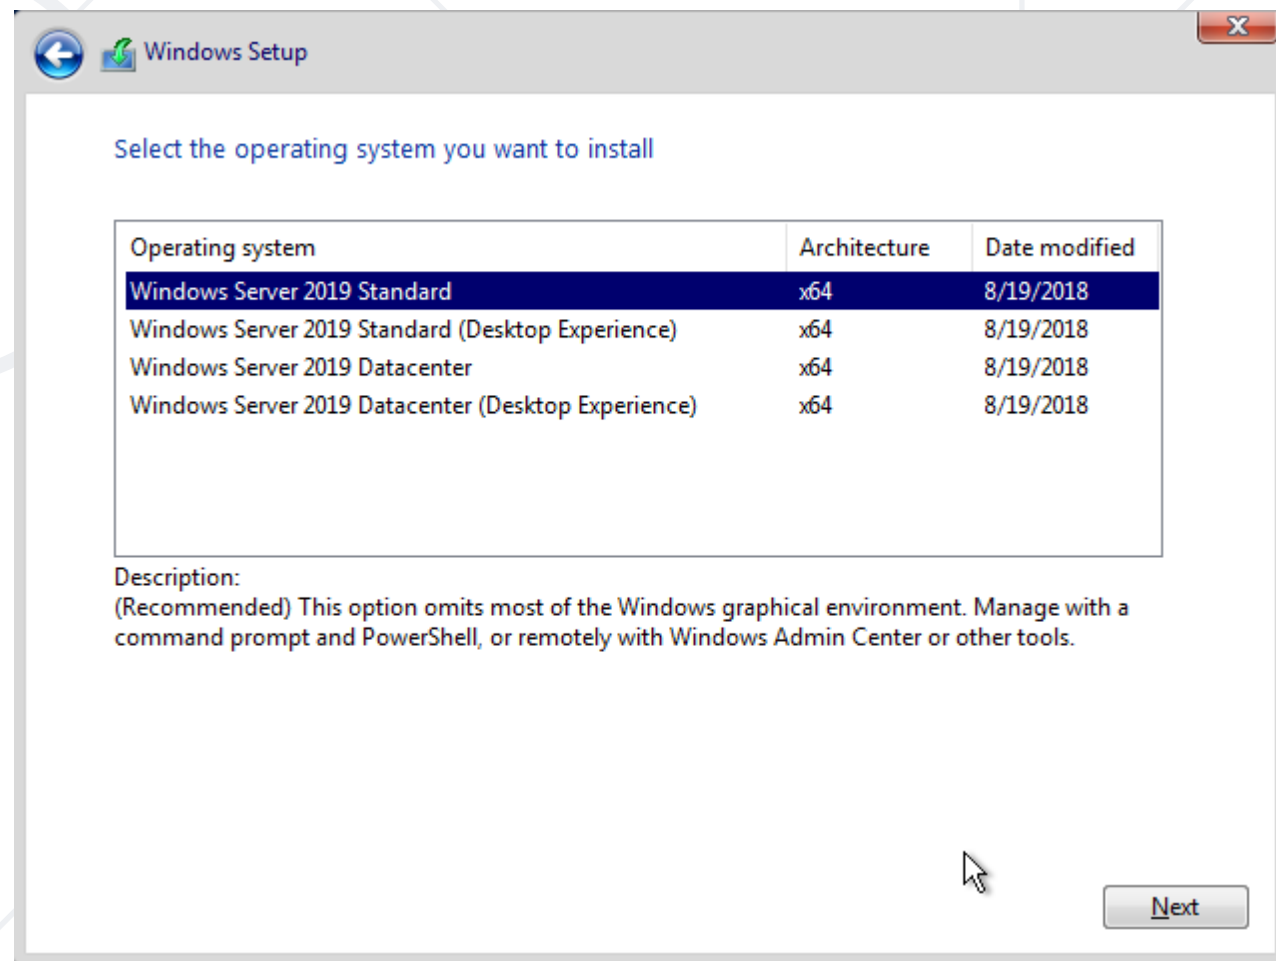 Windows Setup
Select the operating system you want to install
Operating system Architecture Date modified
Windows Server 2019 Standard x64 8/19/2018
Windows Server 2019 Standard (Desktop Experience) x64 8/19/2018
Windows Server 2019 Datacenter x64 8/19/2018
Windows Server 2019 Datacenter (Desktop Experience) x64 8/19/2018
Description:
(Recommended) This option omits most of the Windows graphical environment. Manage with a
command prompt and PowerShell, or remotely with Windows Admin Center or other tools.
Next